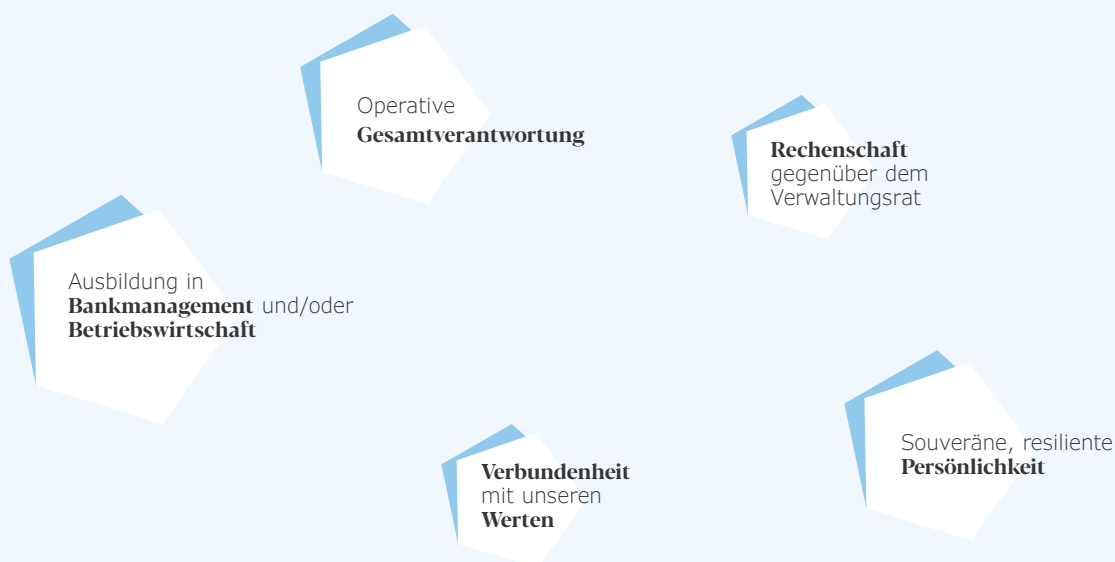 Operative
Gesamtverantwortung
Rechenschaft
gegenüber dem
Verwaltungsrat
Ausbildung in
Bankmanagement und/oder
Betriebswirtschaft
Souveräne, resiliente
Persönlichkeit
Verbundenheit
mit unseren
Werten